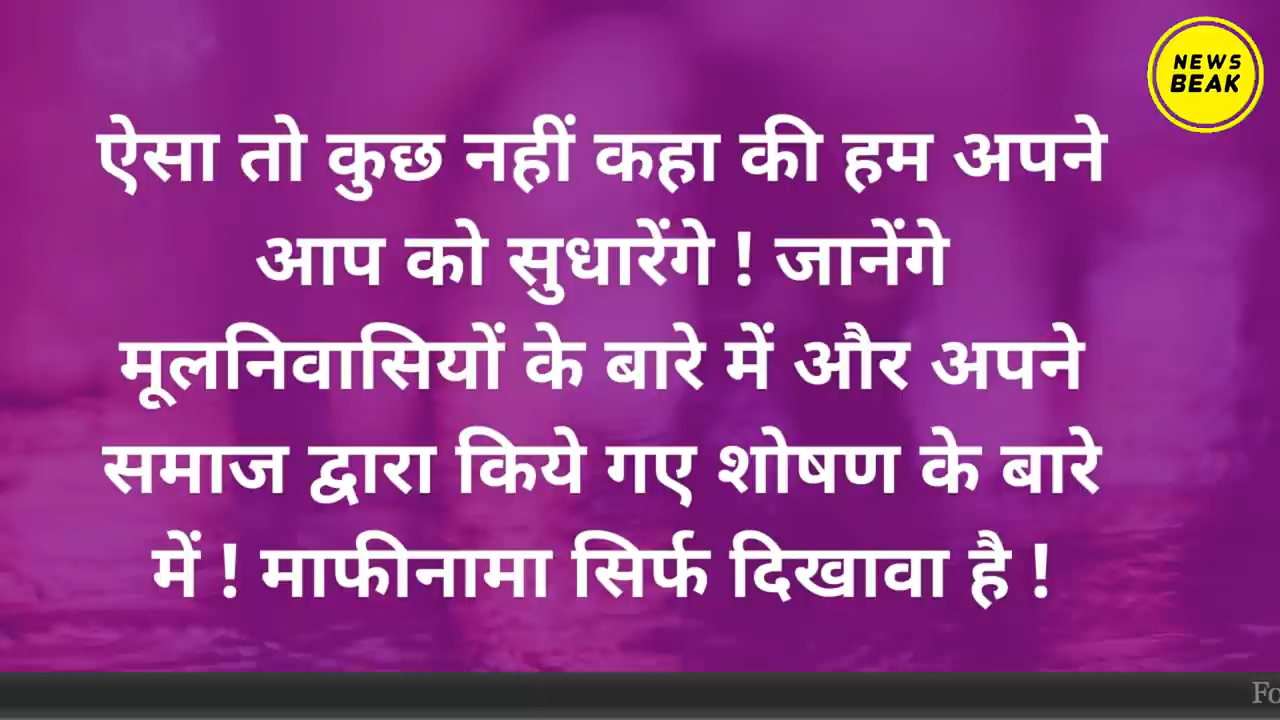 NEWS
BEAK
ऐसा तो कुछ नहीं कहा की हम अपने
आप को सुधारेंगे ! जानेंगे
मूलनिवासियों के बारे में और अपने
समाज द्वारा किये गए शोषण के बारे
में ! माफीनामा सिर्फ दिखावा है !